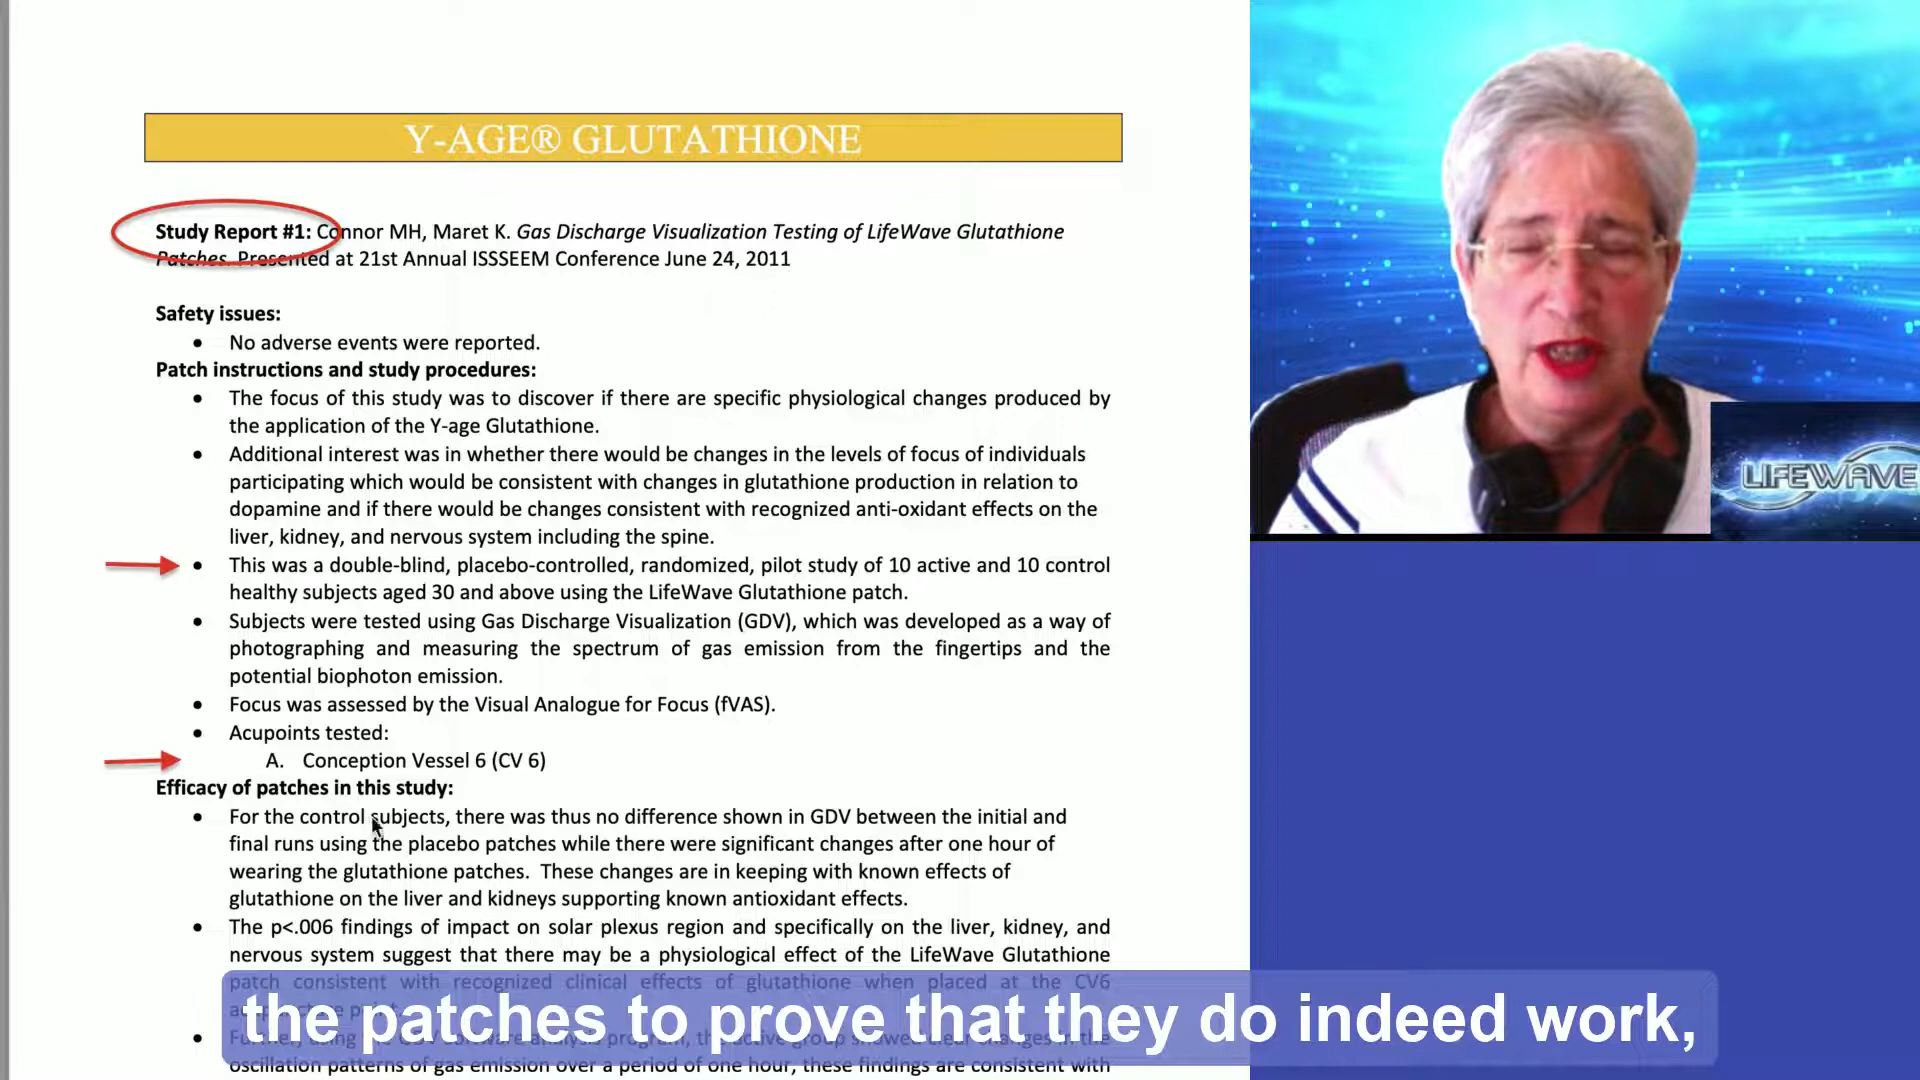 Y-AGE® GLUTATHIONE
Study Report #1: Connor MH, Maret K. Gas Discharge Visualization Testing of LifeWave Glutathione
Patches. Presented at 21st Annual ISSSEEM Conference June 24, 2011
Safety issues:
• No adverse events were reported.
Patch instructions and study procedures:
• The focus of this study was to discover if there are specific physiological changes produced by
the application of the Y-age Glutathione.
• Additional interest was in whether there would be changes in the levels of focus of individuals
participating which would be consistent with changes in glutathione production in relation to
dopamine and if there would be changes consistent with recognized anti-oxidant effects on the
liver, kidney, and nervous system including the spine.
• This was a double-blind, placebo-controlled, randomized, pilot study of 10 active and 10 control
healthy subjects aged 30 and above using the LifeWave Glutathione patch.
• Subjects were tested using Gas Discharge Visualization (GDV), which was developed as a way of
photographing and measuring the spectrum of gas emission from the fingertips and the
potential biophoton emission.
• Focus was assessed by the Visual Analogue for Focus (fVAS).
• Acupoints tested:
A. Conception Vessel 6 (CV 6)
Efficacy of patches in this study:
• For the control subjects, there was thus no difference shown in GDV between the initial and
final runs using the placebo patches while there were significant changes after one hour of
wearing the glutathione patches. These changes are in keeping with known effects of
glutathione on the liver and kidneys supporting known antioxidant effects.
• The p<.006 findings of impact on solar plexus region and specifically on the liver, kidney, and
nervous system suggest that there may be a physiological effect of the LifeWave Glutathione
patch consistent with recognized clinical effects of glutathione when placed at the CV6
oscillation patterns of gas emission over a period of one hour, these findings are consistent with
the patches to prove that they do indeed work,
LIFEWAVE